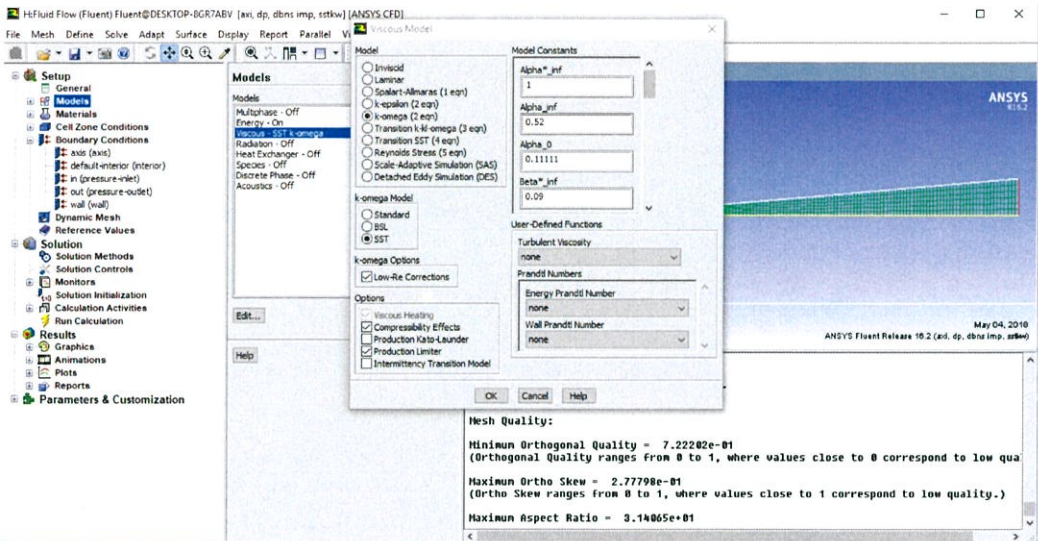 H:Fluid Flow (Fluent) Fluent@DESKTOP-8GR7ABV [axi, dp, dbns imp, sstkw] [ANSYS CFD]
File Mesh Define Solve Adapt Surface Display Report Parallel
Setup
General
Models
Materials
Cell Zone Conditions
Boundary Conditions
axis (axis)
default-interior (interior)
in (pressure-inlet)
out (pressure-outlet)
wall (wall)
Dynamic Mesh
Reference Values
Solution
Solution Methods
Solution Controls
Monitors
Solution Initialization
Calculation Activities
Run Calculation
Results
Graphics
Animations
Plots
Reports
Parameters & Customization
Models
Models
Multiphase - Off
Energy - On
Viscous - SST k-omega
Radiation - Off
Heat Exchanger - Off
Species - Off
Discrete Phase - Off
Acoustics - Off
Edit...
Help
Viscous Model
Model
Inviscid
Laminar
Spalart-Allmaras (1 eqn)
k-epsilon (2 eqn)
k-omega (2 eqn)
Transition k-kl-omega (3 eqn)
Transition SST (4 eqn)
Reynolds Stress (5 eqn)
Scale-Adaptive Simulation (SAS)
Detached Eddy Simulation (DES)
k-omega Model
Standard
BSL
SST
k-omega Options
Low-Re Corrections
Options
Viscous Heating
Compressibility Effects
Production Kato-Launder
Production Limiter
Intermittency Transition Model
Model Constants
Alpha*_inf
1
Alpha_inf
0.52
Alpha_0
0.11111
Beta*_inf
0.09
User-Defined Functions
Turbulent Viscosity
none
Prandtl Numbers
Energy Prandtl Number
none
Wall Prandtl Number
none
OK Cancel Help
ANSYS
R16.2
May 04, 2010
ANSYS Fluent Release 16.2 (axi, dp, dbns imp, sstkw)
Mesh Quality:
Minimum Orthogonal Quality = 7.22202e-01
(Orthogonal Quality ranges from 0 to 1, where values close to 0 correspond to low qua
Maximum Ortho Skew = 2.77798e-01
(Ortho Skew ranges from 0 to 1, where values close to 1 correspond to low quality.)
Maximum Aspect Ratio = 3.14065e+01